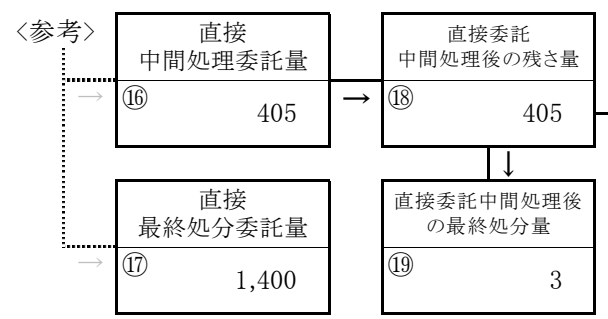 〈参考〉
直接
中間処理委託量
⑯
405
→
→
直接委託
中間処理後の残さ量
⑱
405
↓
直接
最終処分委託量
→
⑰
1,400
直接委託中間処理後
の最終処分量
⑲
3